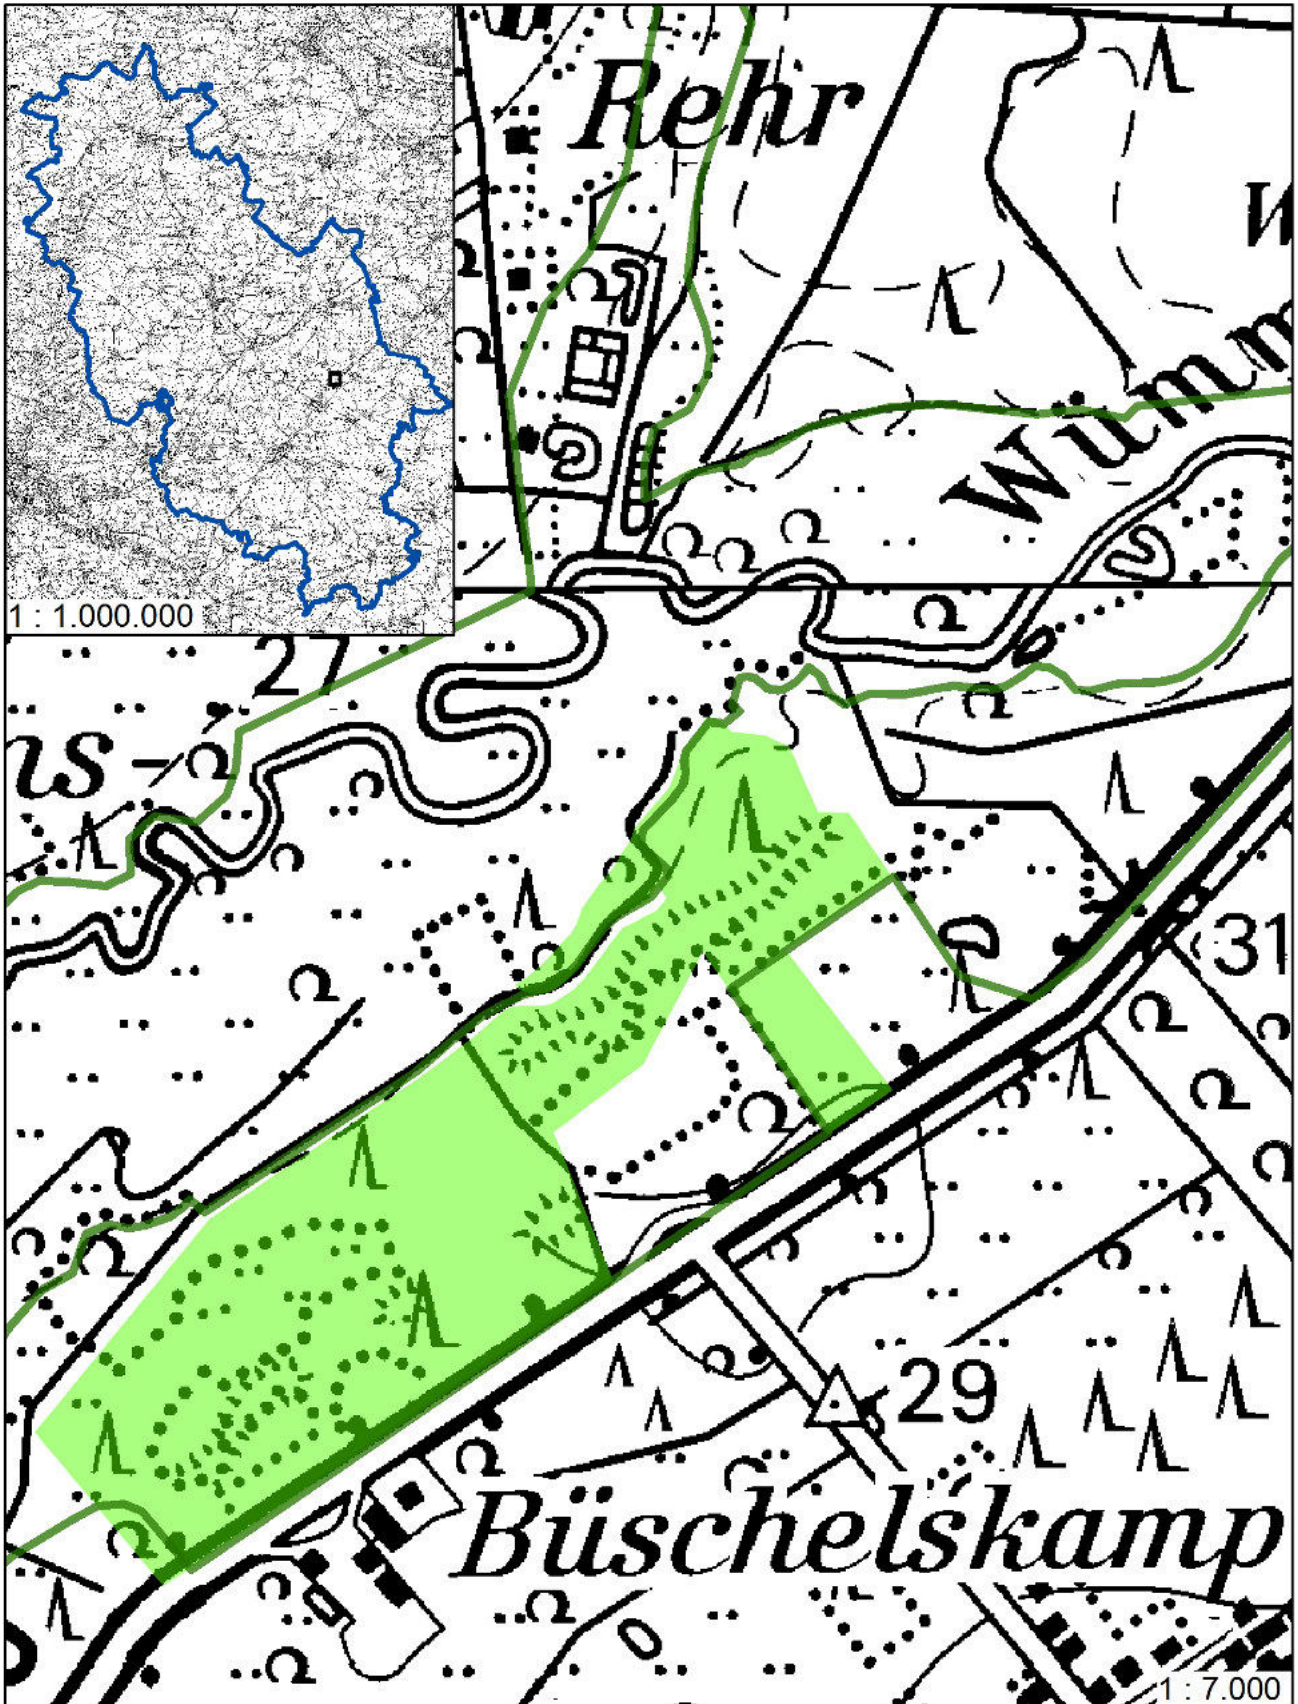 Rehr
W
Wümm
1 : 1.000.000
27
ns-
31
29
Büschelskamp
1 : 7.000